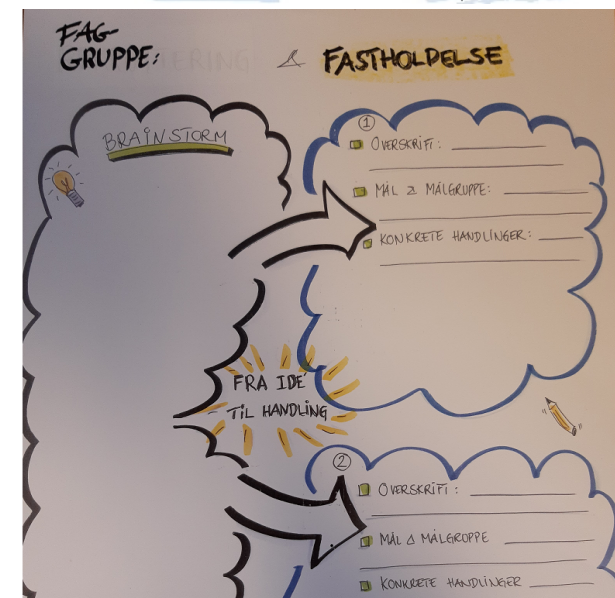 FAG-
GRUPPE: & FASTHOLDELSE
BRAINSTORM
①
OVERSKRIFT:
MÅL & MÅLGRUPPE:
KONKRETE HANDLINGER:
FRA IDÉ
TIL HANDLING
②
OVERSKRIFT:
MÅL & MÅLGRUPPE
KONKRETE HANDLINGER